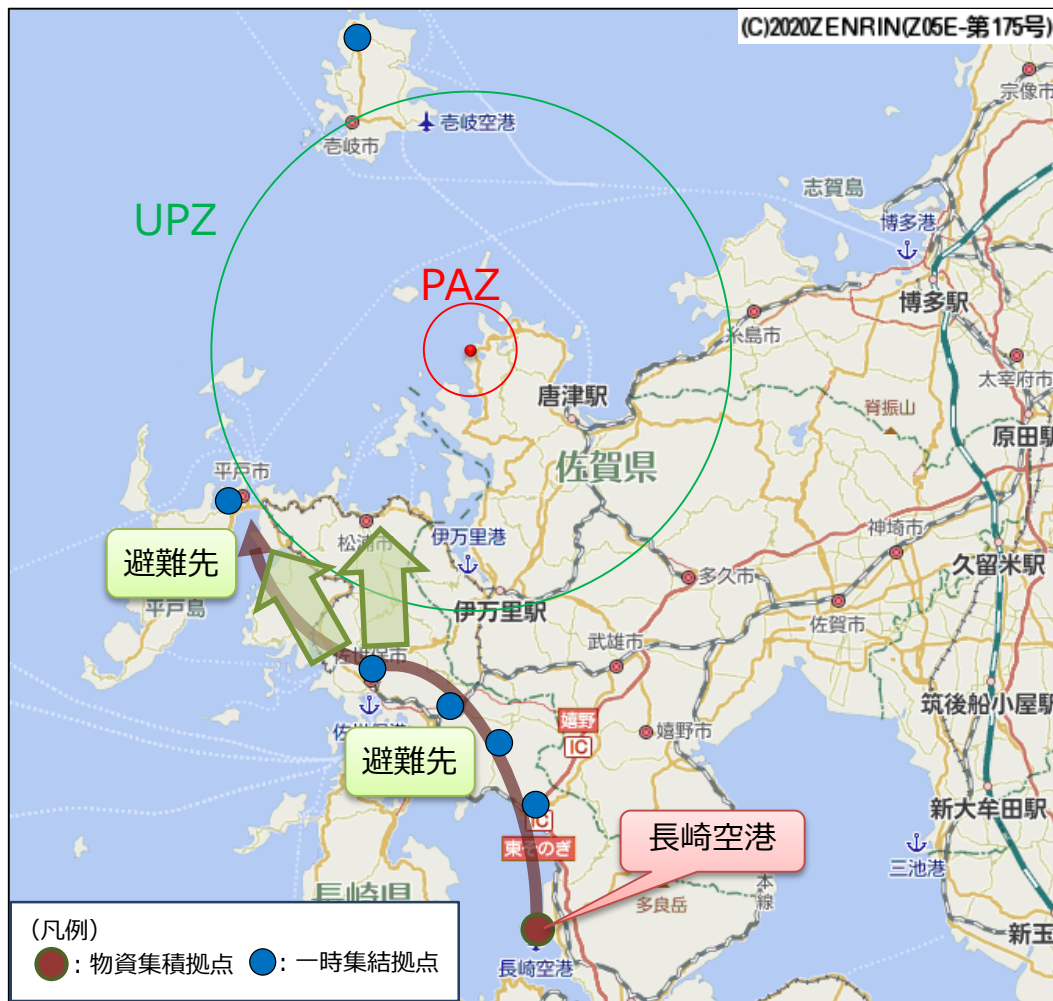 (C)2020ZENRIN(Z05E-第175号)
宗像市
壱岐空港
壱岐市
志賀島
UPZ
博多港
PAZ
博多駅
糸島市
太宰府市
唐津駅
脊振山
原田駅
佐賀県
平戸市
神埼市
松浦市
伊万里港
避難先
久留米駅
多久市
平戸島
伊万里駅
佐賀市
武雄市
佐世保市
筑後船小屋駅
嬉野
IC
嬉野市
避難先
新大牟田駅
IC
東そのぎ
長崎空港
三池港
長崎県
多良岳
本線
(凡例)
:物資集積拠点
:一時集結拠点
長崎空港
新玉